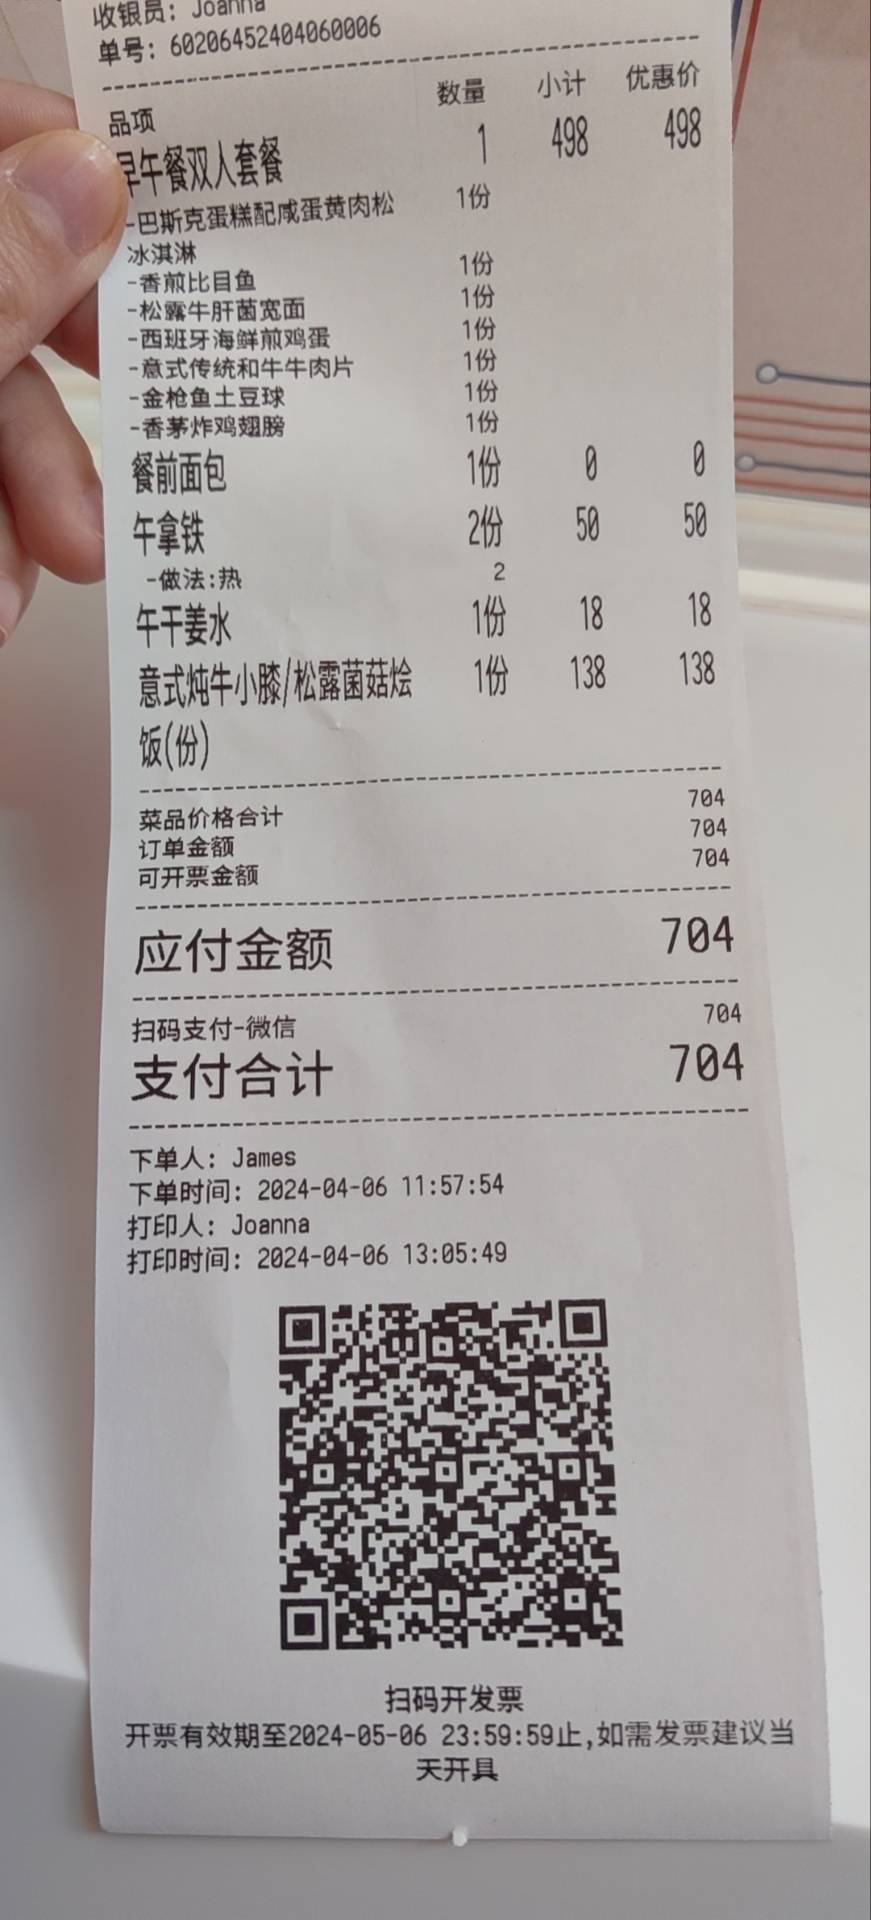 收银员: Joanna
单号: 60206452404060006
品项 数量 小计 优惠价
早午餐双人套餐 1 498 498
-巴斯克蛋糕配咸蛋黄肉松 1份
冰淇淋
-香煎比目鱼 1份
-松露牛肝菌宽面 1份
-西班牙海鲜煎鸡蛋 1份
-意式传统和牛牛肉片 1份
-金枪鱼土豆球 1份
-香茅炸鸡翅膀 1份
餐前面包 1份 0 0
午拿铁 2份 50 50
-做法:热 2
午干姜水 1份 18 18
意式炖牛小膝/松露菌菇烩 1份 138 138
饭(份)
菜品价格合计 704
订单金额 704
可开票金额 704
应付金额 704
扫码支付-微信 704
支付合计 704
下单人: James
下单时间: 2024-04-06 11:57:54
打印人: Joanna
打印时间: 2024-04-06 13:05:49
扫码开发票
开票有效期至2024-05-06 23:59:59止,如需发票建议当
天开具